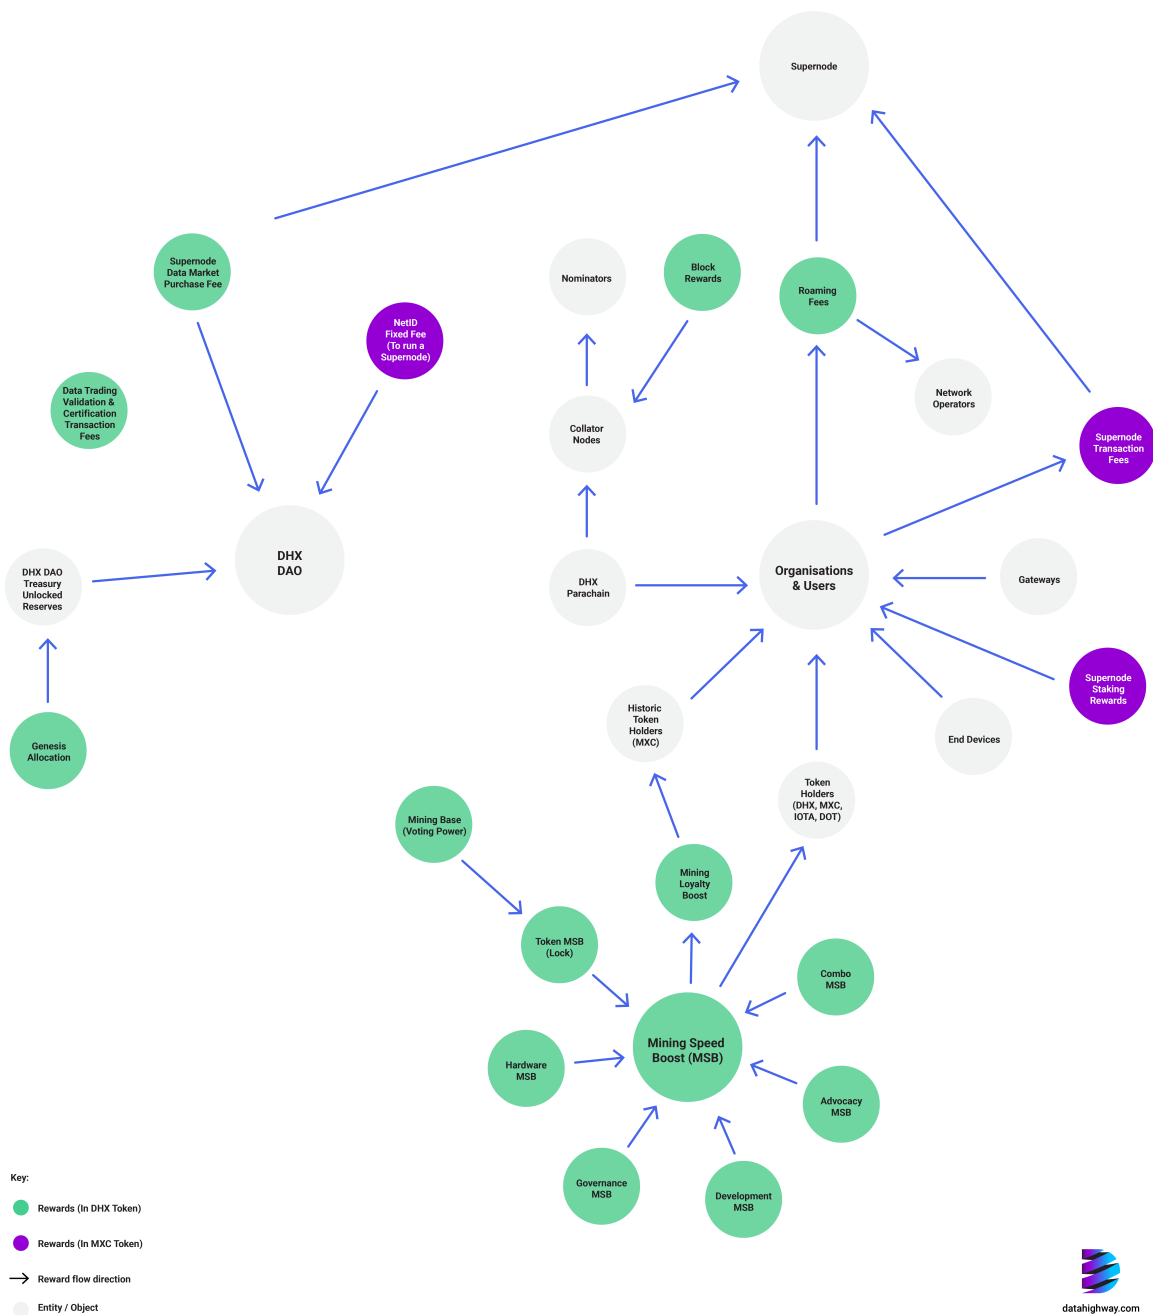 Supernode
Supernode
Data Market
Purchase Fee
Nominators
Block
Rewards
Roaming
Fees
NetID
Fixed Fee
(To run a
Supernode)
Data Trading
Validation &
Certification
Transaction
Fees
Network
Operators
Collator
Nodes
Supernode
Transaction
Fees
DHX
DAO
DHX DAO
Treasury
Unlocked
Reserves
DHX
Parachain
Organisations
& Users
Gateways
Supernode
Staking
Rewards
Historic
Token
Holders
(MXC)
End Devices
Genesis
Allocation
Token
Holders
(DHX, MXC,
IOTA, DOT)
Mining Base
(Voting Power)
Mining
Loyalty
Boost
Token MSB
(Lock)
Combo
MSB
Mining Speed
Boost (MSB)
Hardware
MSB
Advocacy
MSB
Governance
MSB
Development
MSB
Key:
Rewards (In DHX Token)
Rewards (In MXC Token)
Reward flow direction
Entity / Object
datahighway.com